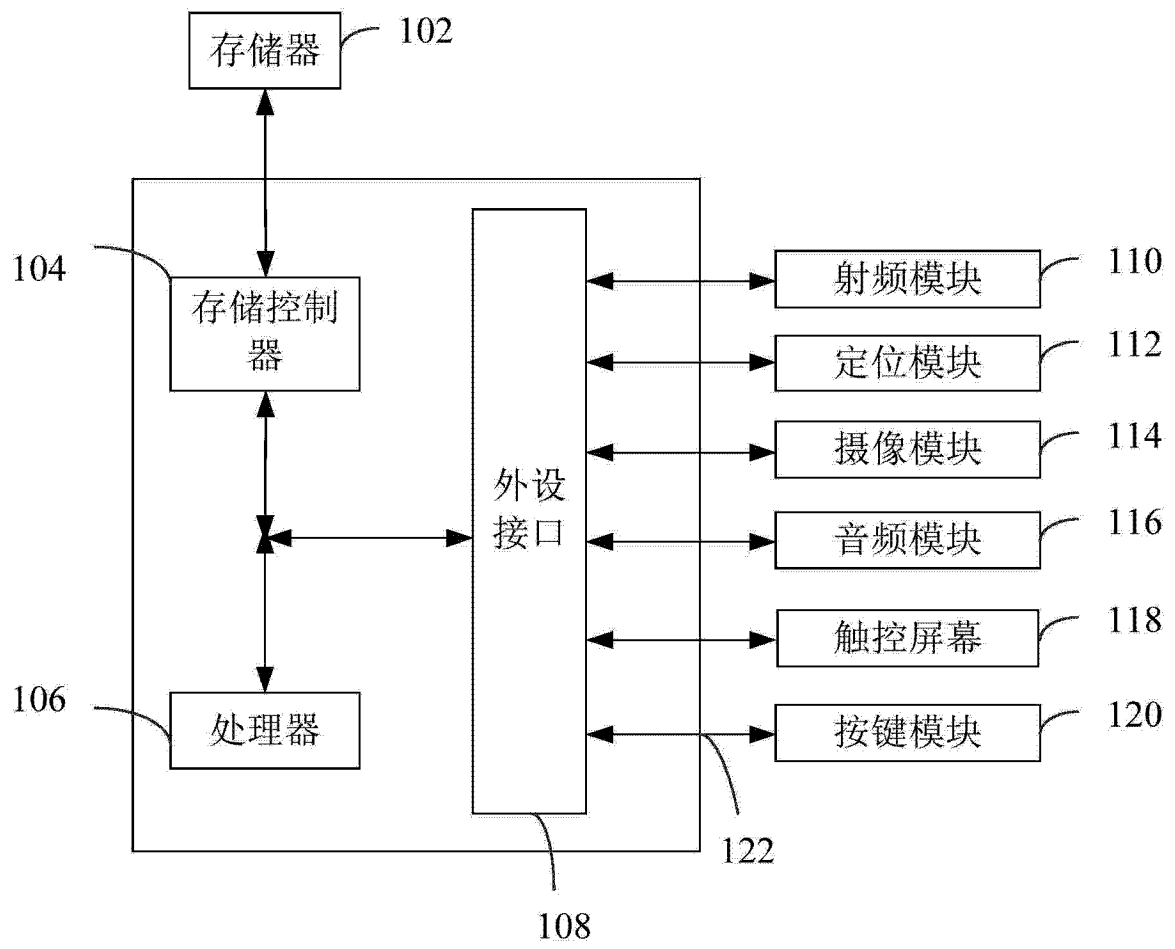 存储器
102
104
存储控制
器
外设
接口
106
处理器
射频模块
110
定位模块
112
摄像模块
114
音频模块
116
触控屏幕
118
按键模块
120
122
108